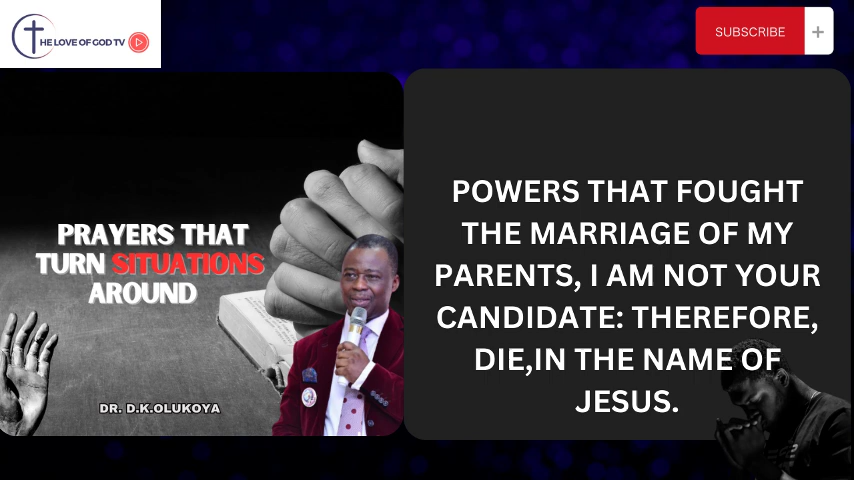 THE LOVE OF GOD TV
SUBSCRIBE +
PRAYERS THAT
TURN SITUATIONS
AROUND
DR. D.K.OLUKOYA
POWERS THAT FOUGHT
THE MARRIAGE OF MY
PARENTS, I AM NOT YOUR
CANDIDATE: THEREFORE,
DIE,IN THE NAME OF
JESUS.